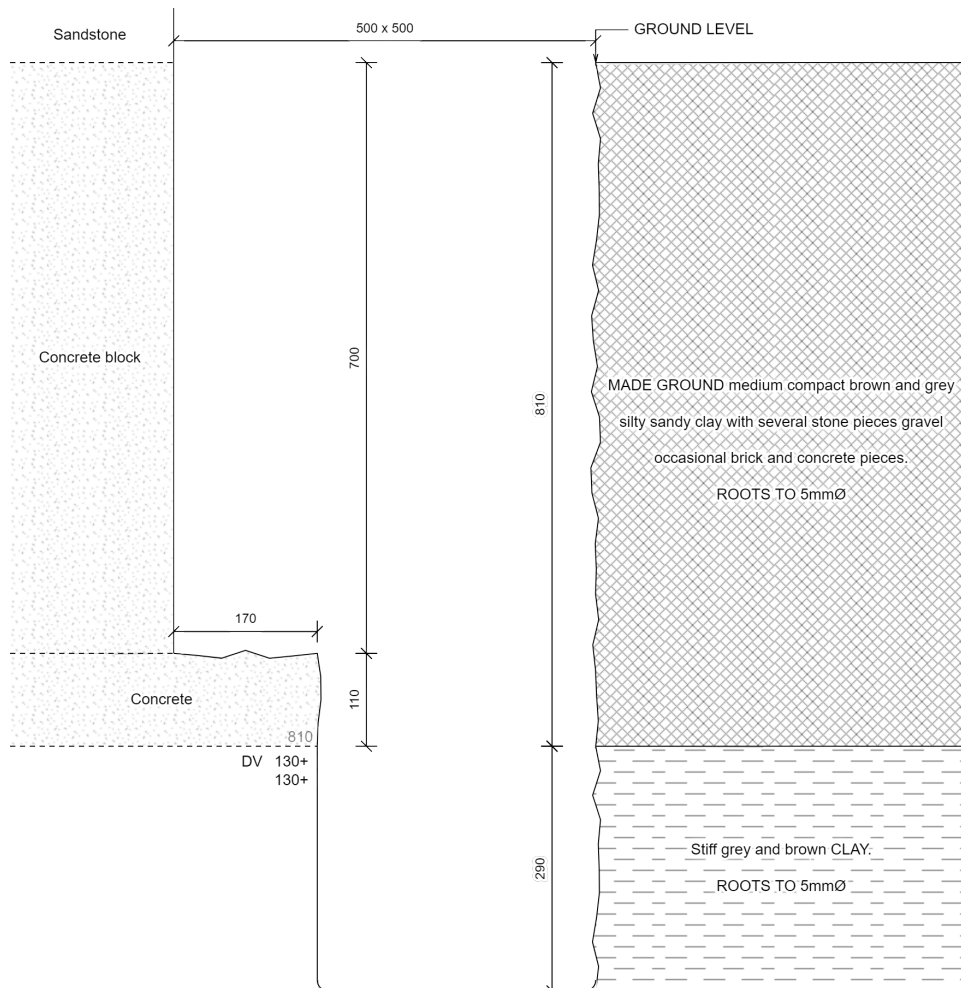 Sandstone
500 x 500
GROUND LEVEL
Concrete block
700
810
MADE GROUND medium compact brown and grey
silty sandy clay with several stone pieces gravel
occasional brick and concrete pieces.
ROOTS TO 5mmØ
170
Concrete
110
810
DV 130+
130+
290
Stiff grey and brown CLAY.
ROOTS TO 5mmØ